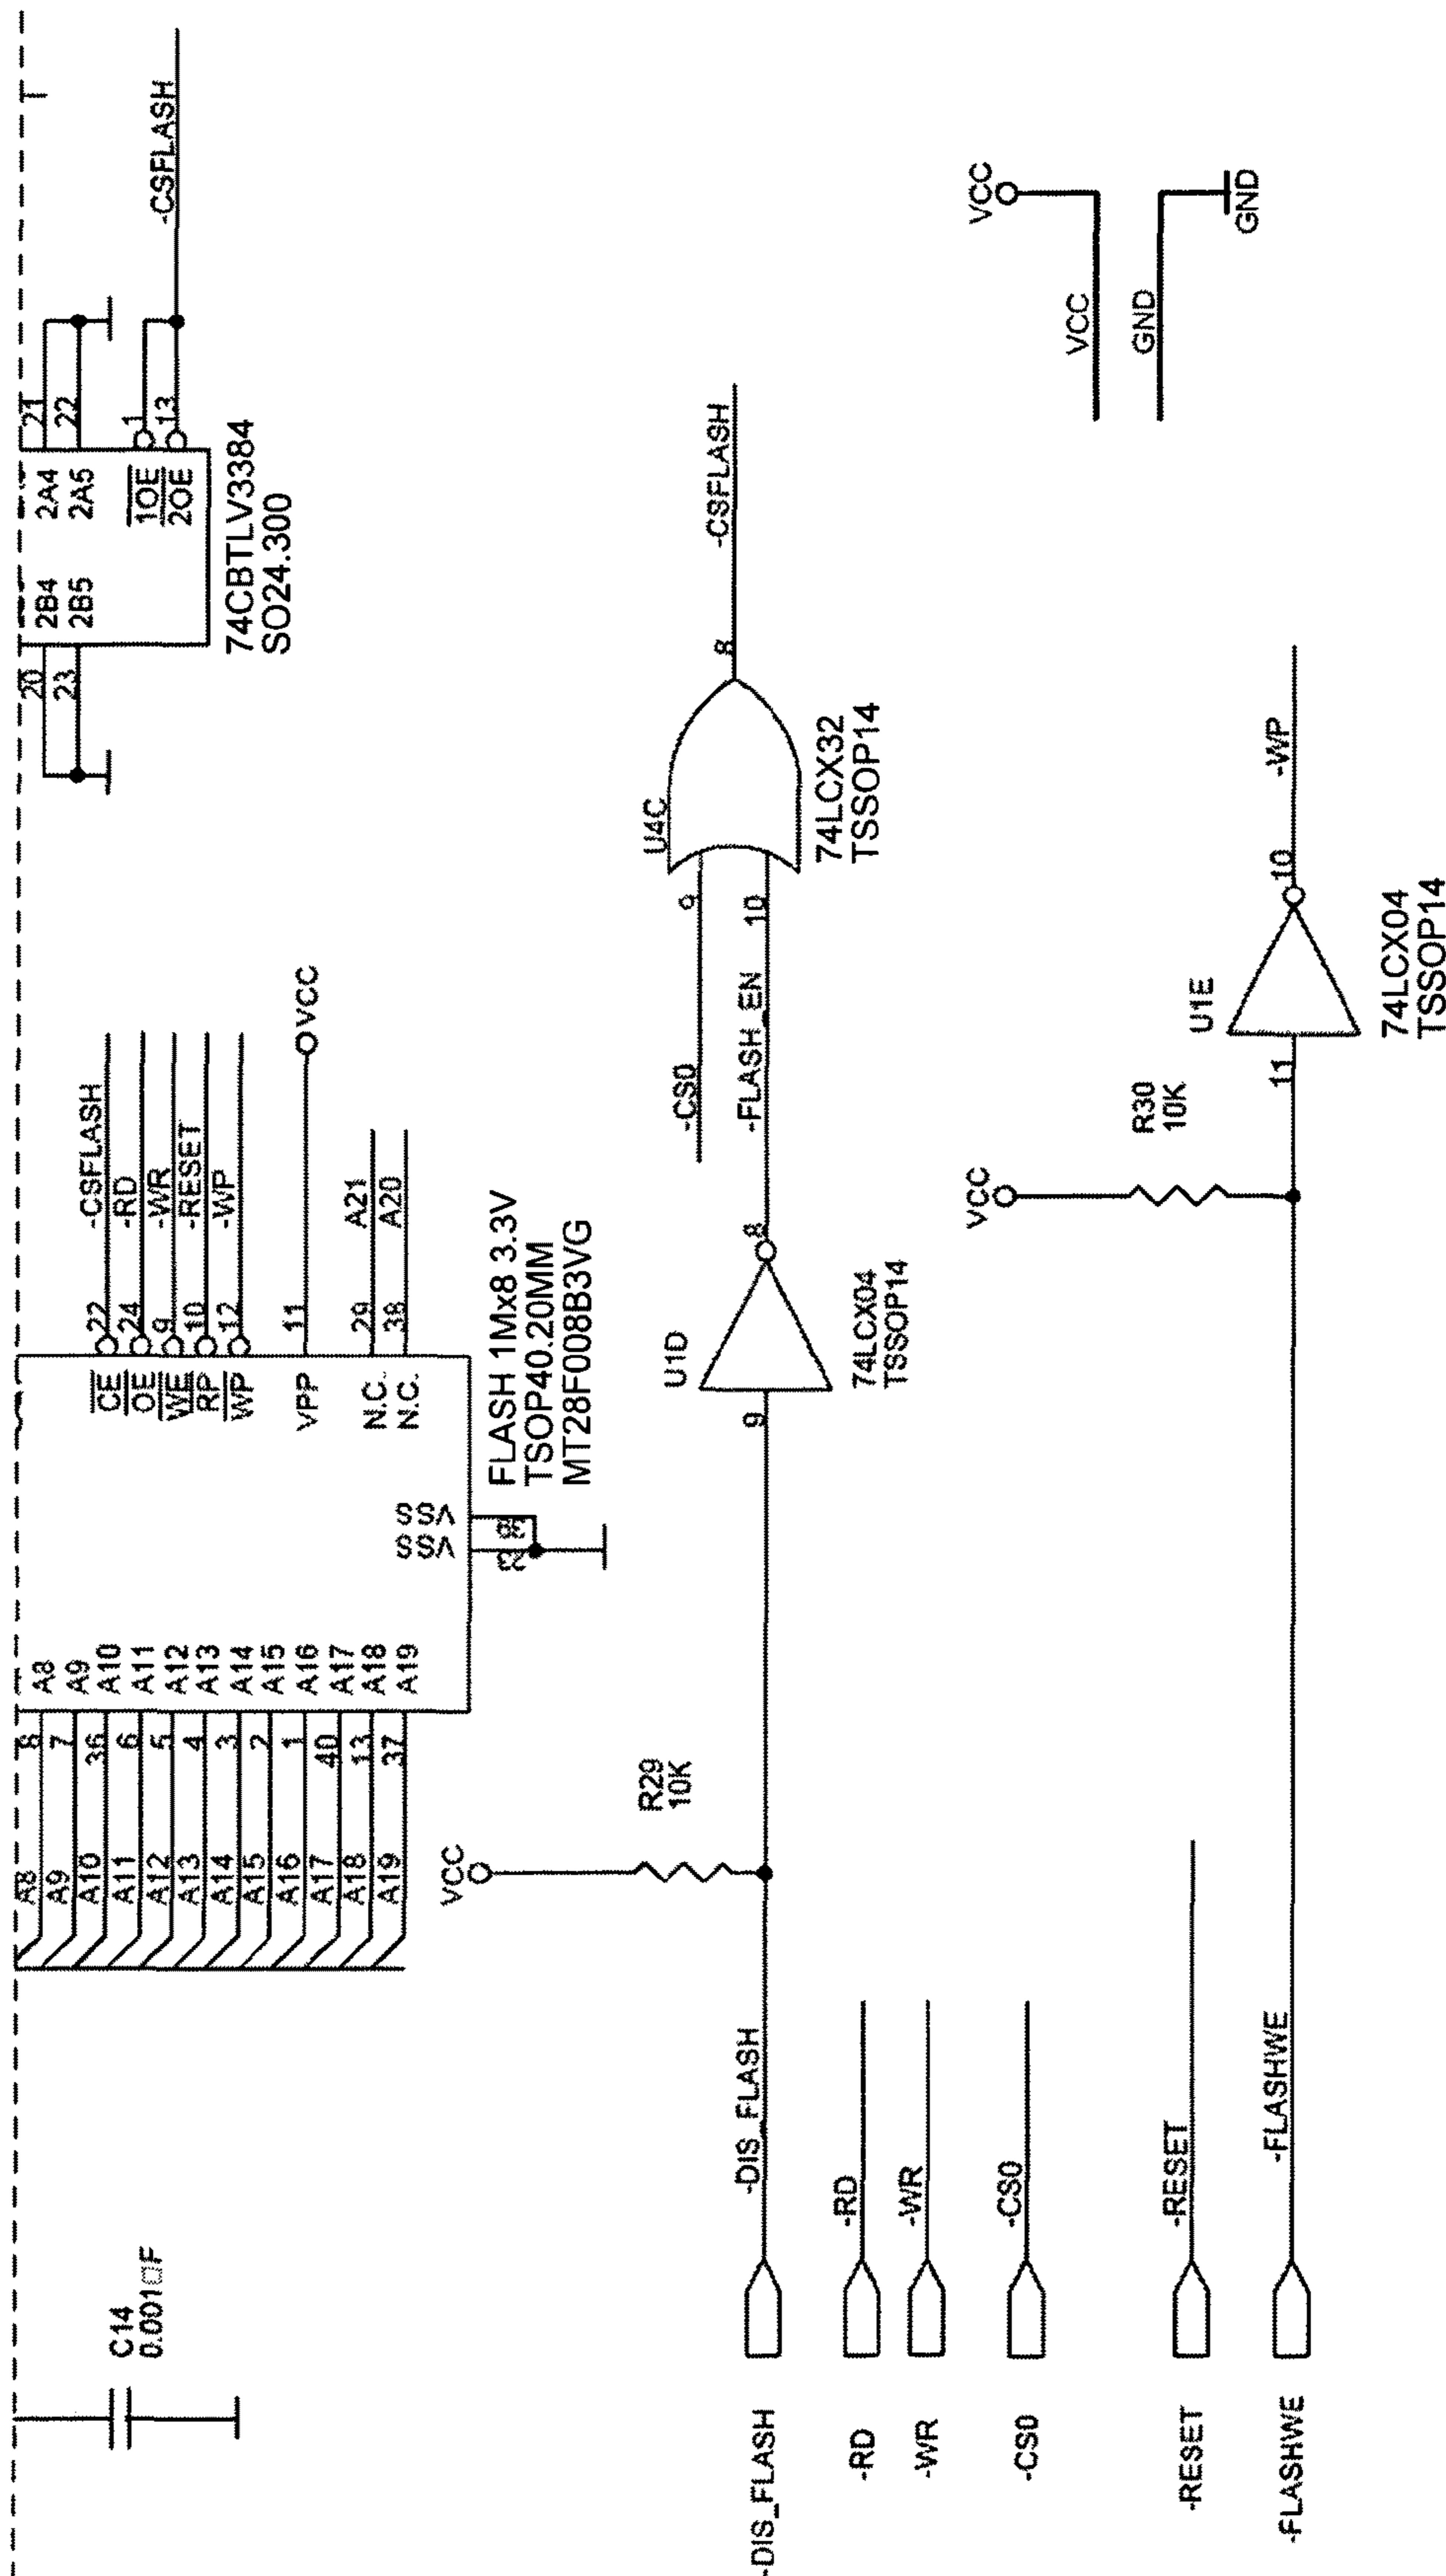 C14
0.001▯F
A8
A9
A10
A11
A12
A13
A14
A15
A16
A17
A18
A19
8
7
36
6
5
4
3
2
1
40
13
37
A8
A9
A10
A11
A12
A13
A14
A15
A16
A17
A18
A19
VSS
VSS
CE
OE
WE
RP
WP
VPP
N.C.
N.C.
22
24
9
10
12
11
29
38
-CSFLASH
-RD
-WR
-RESET
-WP
VCC
A21
A20
FLASH 1Mx8 3.3V
TSOP40.20MM
MT28F008B3VG
20
23
2B4
2B5
2A4
2A5
1OE
2OE
21
22
1
13
-CSFLASH
74CBTLV3384
SO24.300
VCC
R29
10K
-DIS_FLASH
-DIS_FLASH
9
U1D
8
74LCX04
TSSOP14
-CS0
-FLASH_EN
9
10
U4C
8
-CSFLASH
74LCX32
TSSOP14
-RD
-RD
-WR
-WR
-CS0
-CS0
-RESET
-RESET
-FLASHWE
-FLASHWE
VCC
R30
10K
11
U1E
10
-WP
74LCX04
TSSOP14
VCC
VCC
GND
GND